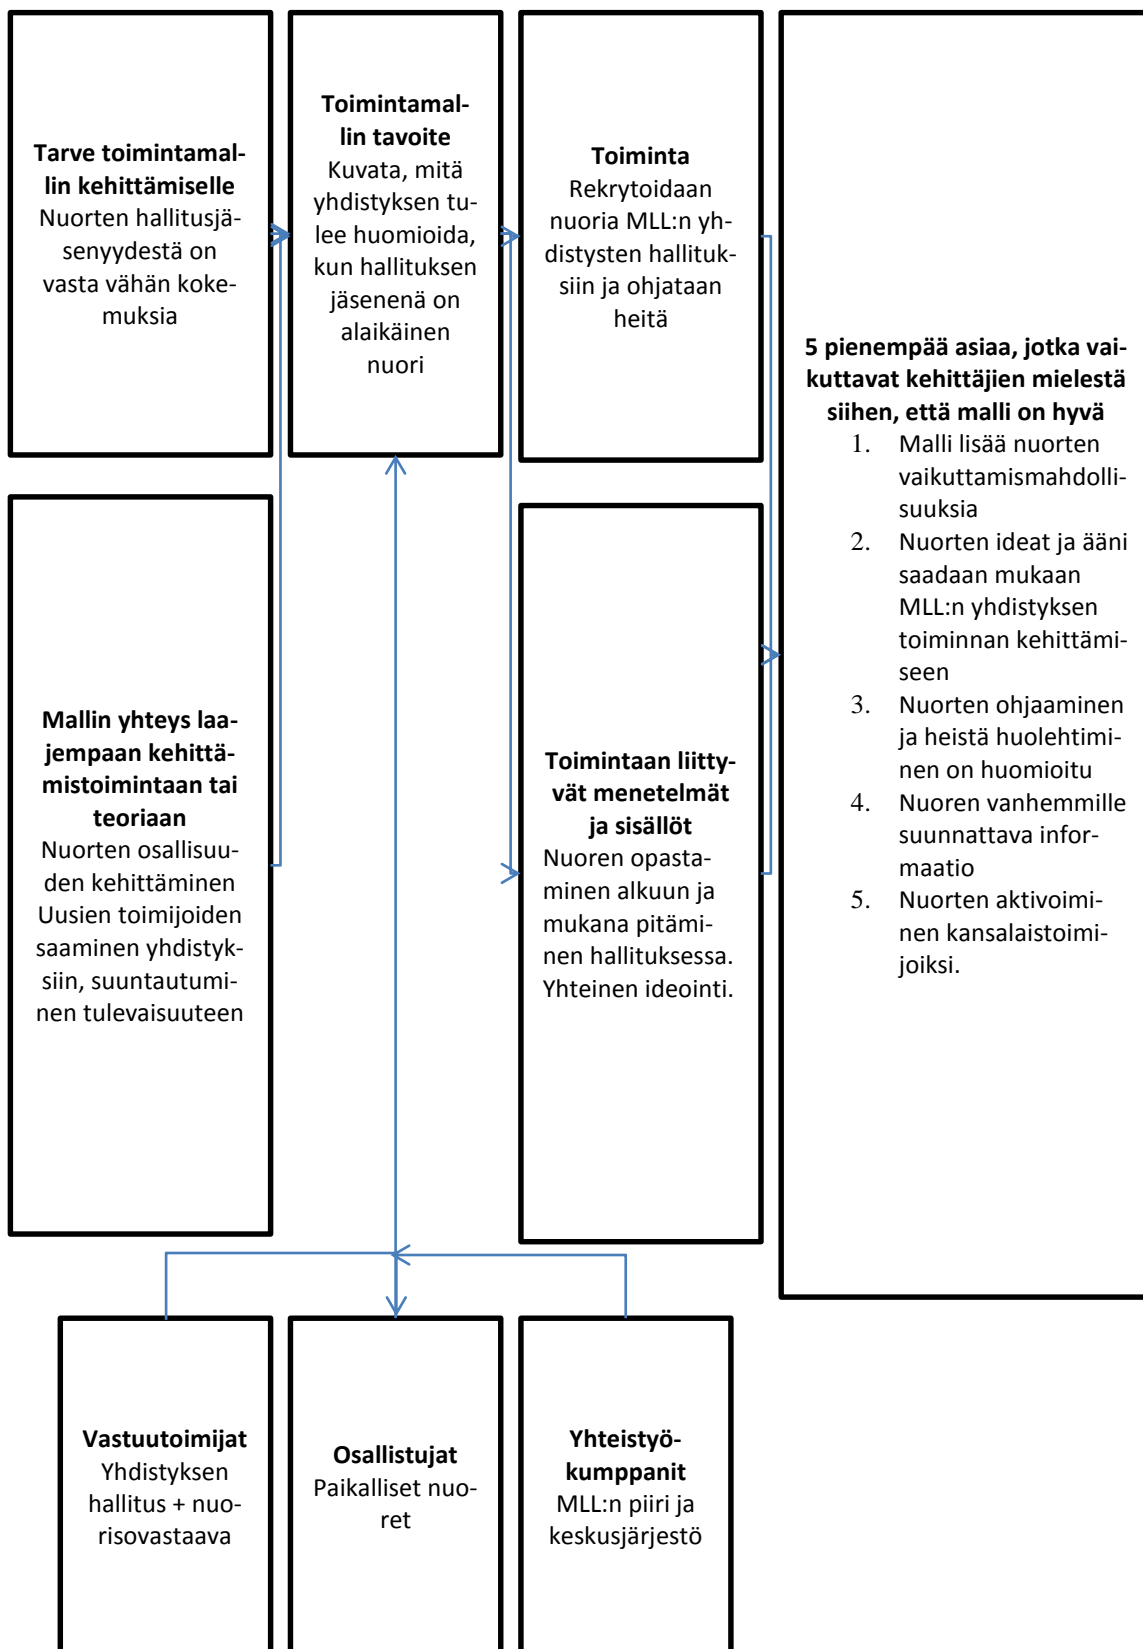 Tarve toimintamal-
lin kehittämiselle
Nuorten hallitusjä-
senyydestä on
vasta vähän koke-
muksia
Toimintamal-
lin tavoite
Kuvata, mitä
yhdistyksen tu-
lee huomioida,
kun hallituksen
jäsenenä on
alaikäinen
nuori
Toiminta
Rekrytoidaan
nuoria MLL:n yh-
distysten hallituk-
siin ja ohjataan
heitä
5 pienempää asiaa, jotka vai-
kuttavat kehittäjien mielestä
siihen, että malli on hyvä
1. Malli lisää nuorten
vaikuttamismahdolli-
suuksia
2. Nuorten ideat ja ääni
saadaan mukaan
MLL:n yhdistyksen
toiminnan kehittämi-
seen
3. Nuorten ohjaaminen
ja heistä huolehtimi-
nen on huomioitu
4. Nuoren vanhemmille
suunnattava infor-
maatio
5. Nuorten aktivoimi-
nen kansalaistoimi-
joiksi.
Mallin yhteys laa-
jempaan kehittä-
mistoimintaan tai
teoriaan
Nuorten osallisuu-
den kehittäminen
Uusien toimijoiden
saaminen yhdistyk-
siin, suuntautumi-
nen tulevaisuuteen
Toimintaan liitty-
vät menetelmät
ja sisällöt
Nuoren opasta-
minen alkuun ja
mukana pitämi-
nen hallituksessa.
Yhteinen ideointi.
Vastuutoimijat
Yhdistyksen
hallitus + nuo-
risovastaava
Osallistujat
Paikalliset nuo-
ret
Yhteistyö-
kumppanit
MLL:n piiri ja
keskusjärjestö